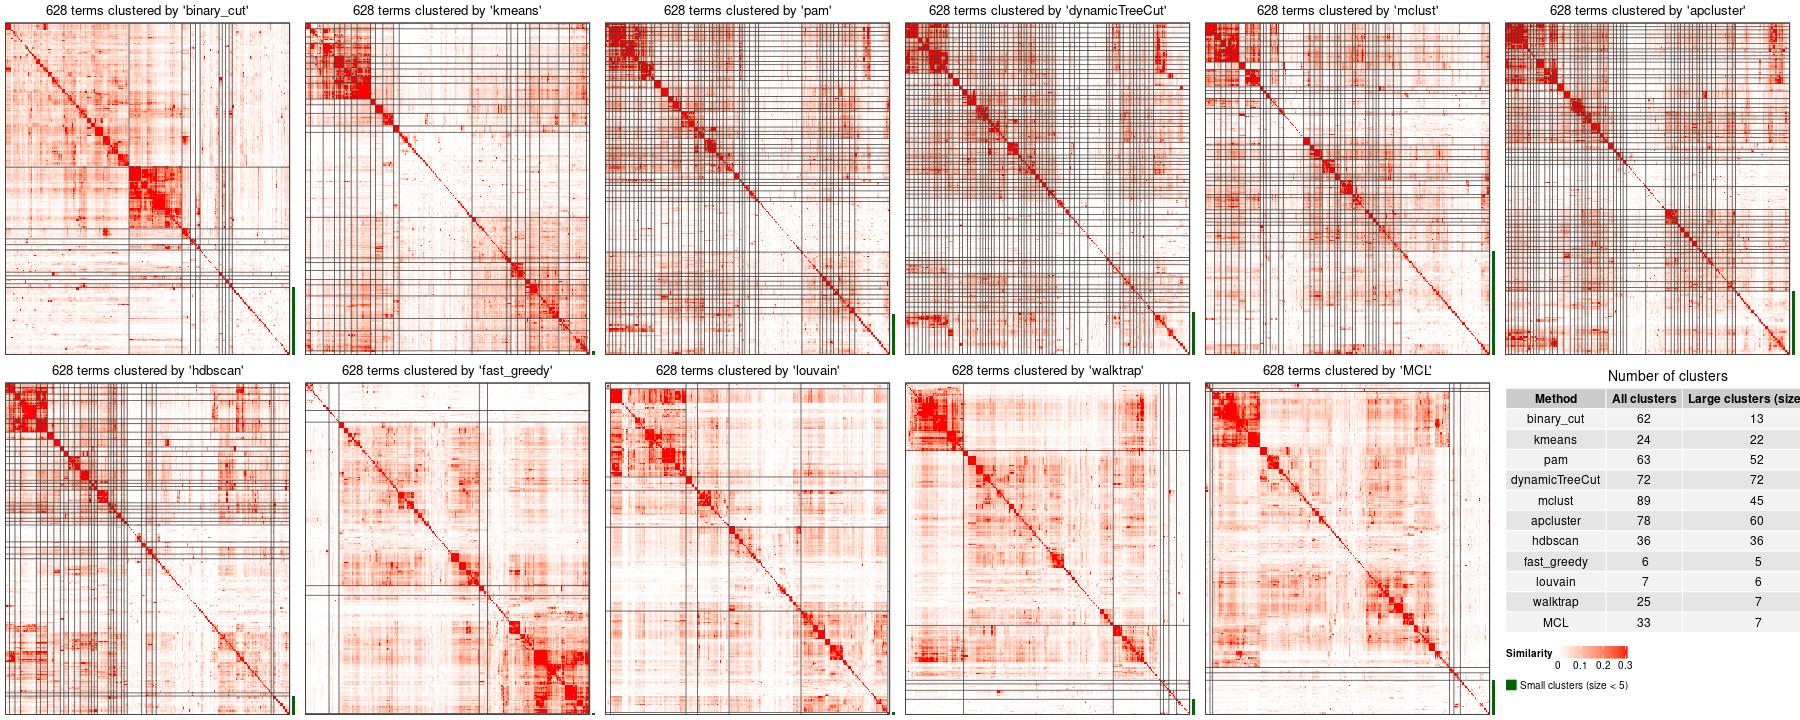 628 terms clustered by 'binary_cut'
628 terms clustered by 'kmeans'
628 terms clustered by 'pam'
628 terms clustered by 'dynamicTreeCut'
628 terms clustered by 'mclust'
628 terms clustered by 'apcluster'
628 terms clustered by 'hdbscan'
628 terms clustered by 'fast_greedy'
628 terms clustered by 'louvain'
628 terms clustered by 'walktrap'
628 terms clustered by 'MCL'
Number of clusters
Method All clusters Large clusters (size
binary_cut 62 13
kmeans 24 22
pam 63 52
dynamicTreeCut 72 72
mclust 89 45
apcluster 78 60
hdbscan 36 36
fast_greedy 6 5
louvain 7 6
walktrap 25 7
MCL 33 7
Similarity
0 0.1 0.2 0.3
Small clusters (size < 5)